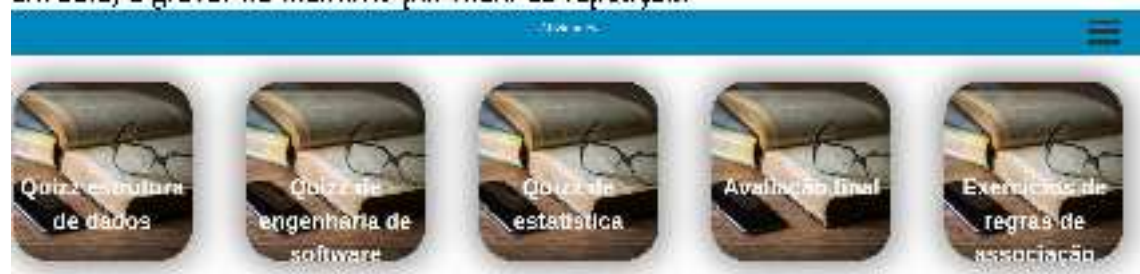 Atividades
Quizz estrutura
de dados
Quizz de
engenharia de
software
Quizz de
estatística
Avaliação final
Exercícios de
regras de
associação